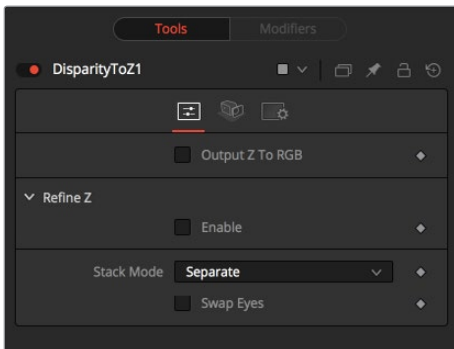 Tools Modifiers
DisparityToZ1
Output Z To RGB
Refine Z
Enable
Stack Mode Separate
Swap Eyes